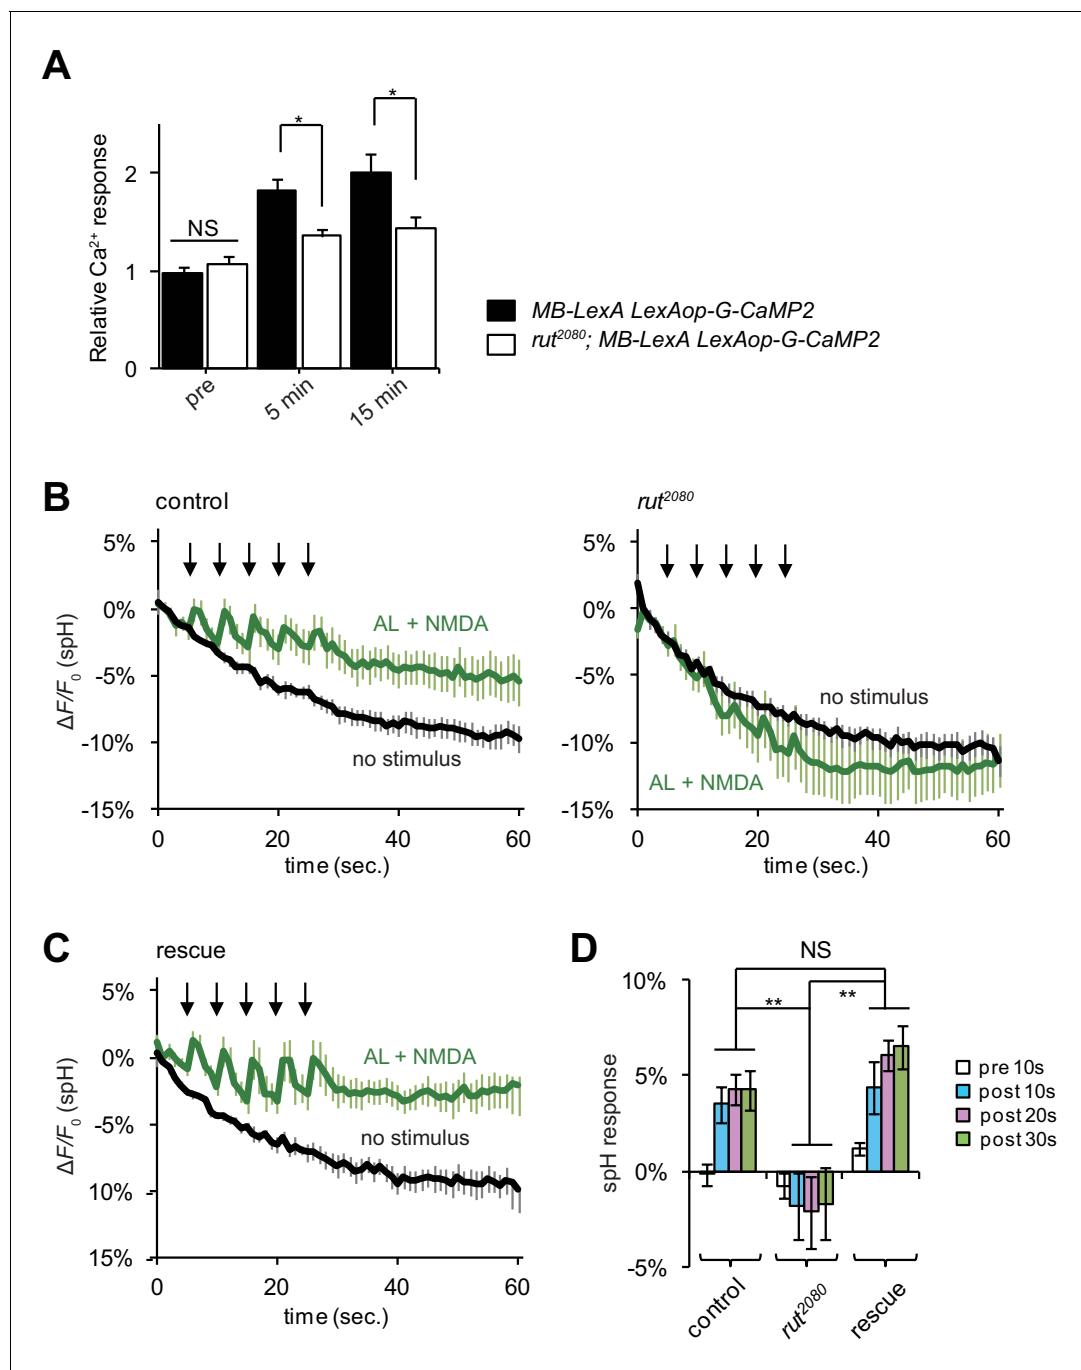 A
Relative Ca²⁺ response
2
1
0
NS
*
*
pre
5 min
15 min
MB-LexA LexAop-G-CaMP2
rut²⁰⁸⁰; MB-LexA LexAop-G-CaMP2
B
control
ΔF/F₀ (spH)
5%
0%
-5%
-10%
-15%
AL + NMDA
no stimulus
0
20
40
60
time (sec.)
rut²⁰⁸⁰
5%
0%
-5%
-10%
-15%
no stimulus
AL + NMDA
0
20
40
60
time (sec.)
C
rescue
ΔF/F₀ (spH)
5%
0%
-5%
10%
15%
AL + NMDA
no stimulus
0
20
40
60
time (sec.)
D
NS
**
**
spH response
10%
5%
0%
-5%
control
rut²⁰⁸⁰
rescue
pre 10s
post 10s
post 20s
post 30s